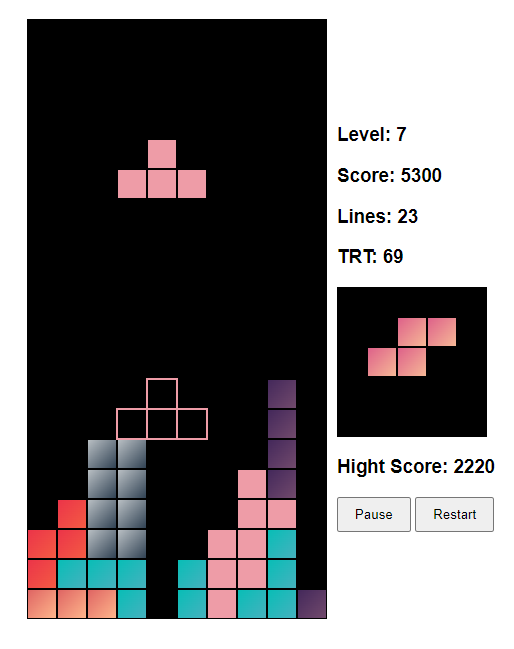 Level: 7
Score: 5300
Lines: 23
TRT: 69
Hight Score: 2220
Pause Restart